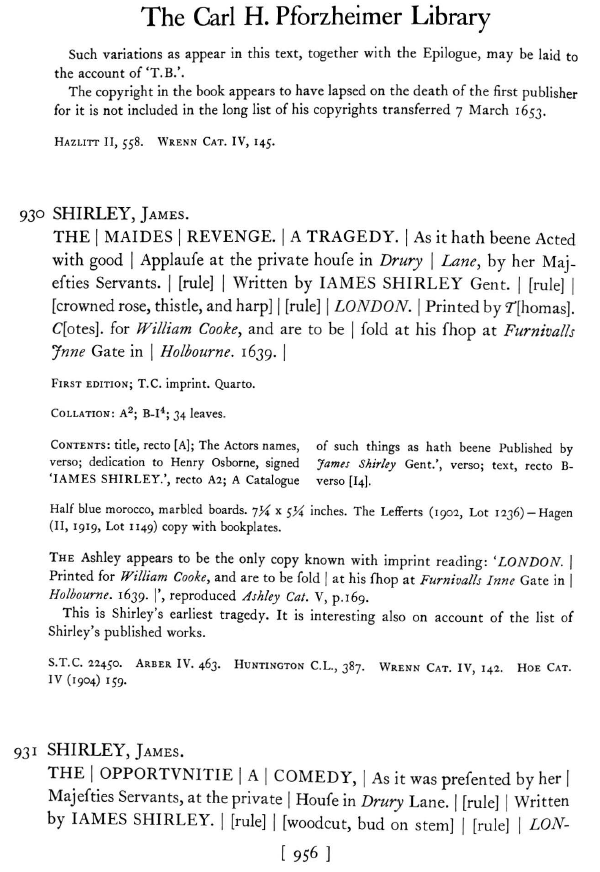 The Carl H. Pforzheimer Library
Such variations as appear in this text, together with the Epilogue, may be laid to
the account of 'T.B.'.
The copyright in the book appears to have lapsed on the death of the first publisher
for it is not included in the long list of his copyrights transferred 7 March 1653.
HAZLITT II, 558. WRENN CAT. IV, 145.
930 SHIRLEY, JAMES.
THE | MAIDES | REVENGE. | A TRAGEDY. | As it hath beene Acted
with good | Applauſe at the private houſe in Drury | Lane, by her Maj-
eſties Servants. | [rule] | Written by IAMES SHIRLEY Gent. | [rule] |
[crowned rose, thistle, and harp] | [rule] | LONDON. | Printed by T[homas].
C[otes]. for William Cooke, and are to be | ſold at his ſhop at Furnivalls
Inne Gate in | Holbourne. 1639. |
FIRST EDITION; T.C. imprint. Quarto.
COLLATION: A²; B-I⁴; 34 leaves.
CONTENTS: title, recto [A]; The Actors names,
verso; dedication to Henry Osborne, signed
'IAMES SHIRLEY.', recto A2; A Catalogue
of such things as hath beene Published by
James Shirley Gent.', verso; text, recto B-
verso [I4].
Half blue morocco, marbled boards. 7¼ x 5¼ inches. The Lefferts (1902, Lot 1236) — Hagen
(II, 1919, Lot 1149) copy with bookplates.
THE Ashley appears to be the only copy known with imprint reading: 'LONDON. |
Printed for William Cooke, and are to be ſold | at his ſhop at Furnivalls Inne Gate in |
Holbourne. 1639. |', reproduced Ashley Cat. V, p.169.
This is Shirley's earliest tragedy. It is interesting also on account of the list of
Shirley's published works.
S.T.C. 22450. ARBER IV. 463. HUNTINGTON C.L., 387. WRENN CAT. IV, 142. HOE CAT.
IV (1904) 159.
931 SHIRLEY, JAMES.
THE | OPPORTVNITIE | A | COMEDY, | As it was preſented by her |
Majeſties Servants, at the private | Houſe in Drury Lane. | [rule] | Written
by IAMES SHIRLEY. | [rule] | [woodcut, bud on stem] | [rule] | LON-
[ 956 ]